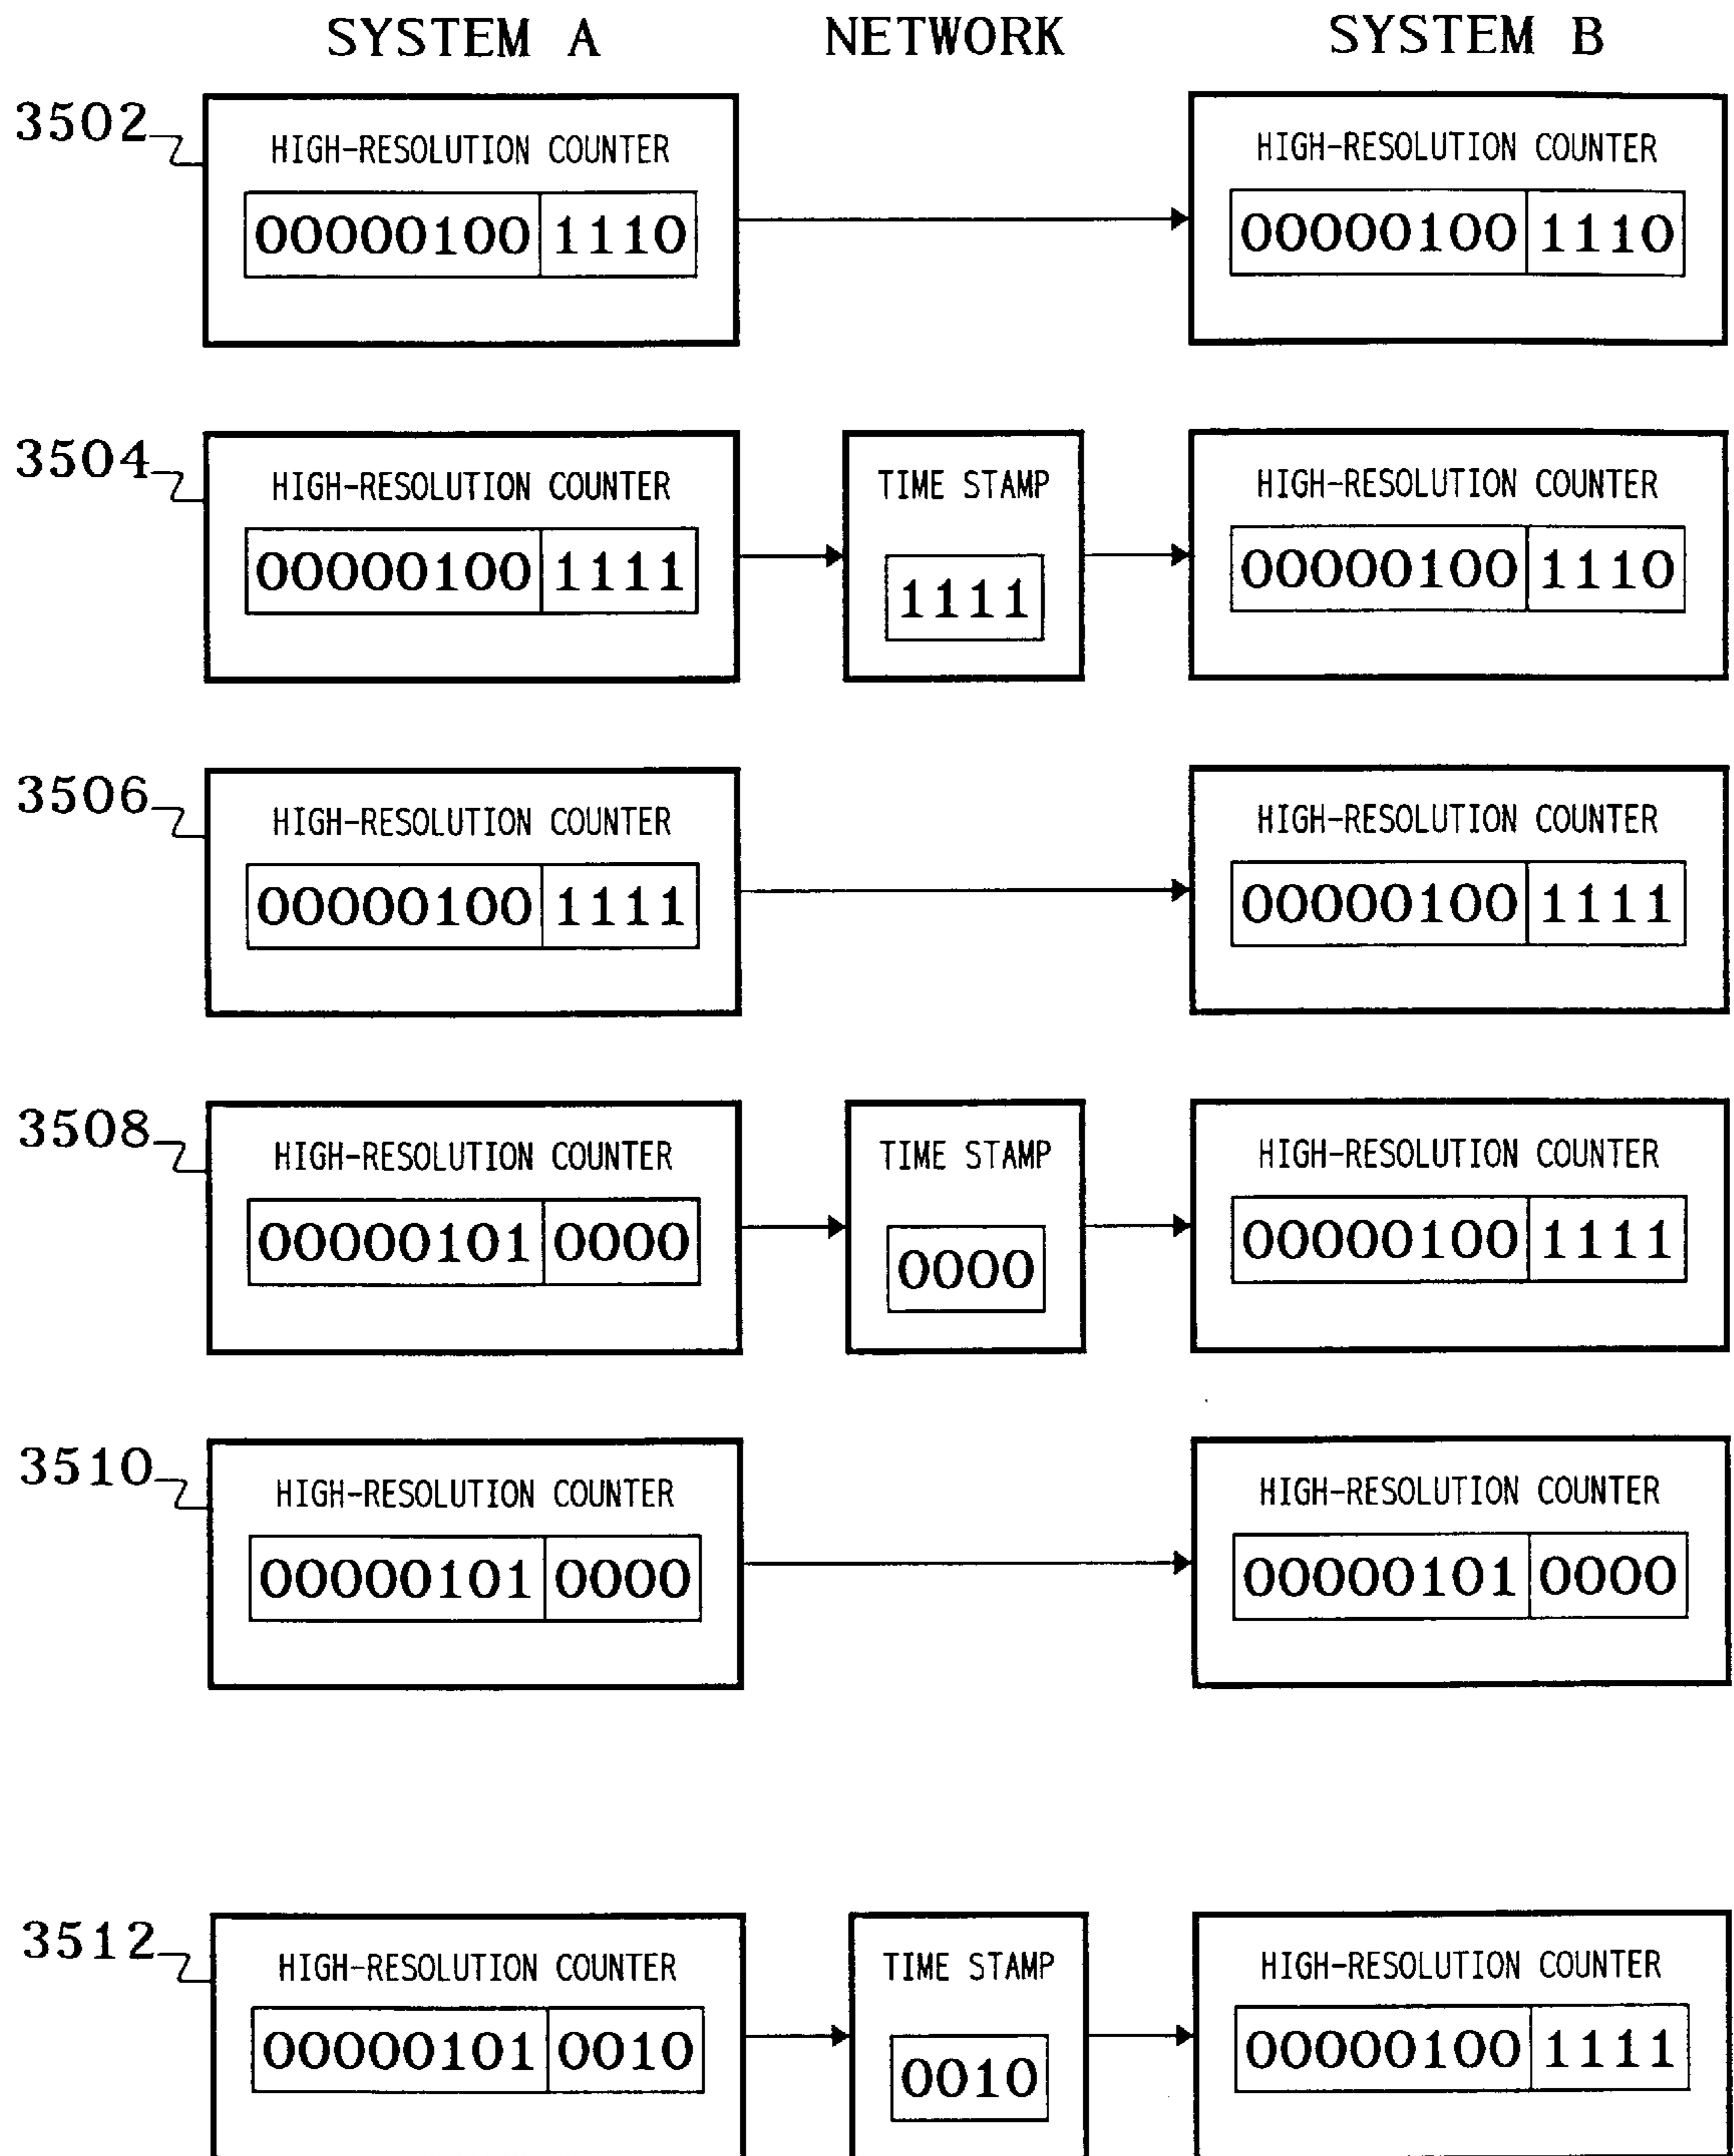 SYSTEM A NETWORK SYSTEM B
3502
HIGH-RESOLUTION COUNTER HIGH-RESOLUTION COUNTER
00000100 1110 00000100 1110
3504
HIGH-RESOLUTION COUNTER TIME STAMP HIGH-RESOLUTION COUNTER
00000100 1111 1111 00000100 1110
3506
HIGH-RESOLUTION COUNTER HIGH-RESOLUTION COUNTER
00000100 1111 00000100 1111
3508
HIGH-RESOLUTION COUNTER TIME STAMP HIGH-RESOLUTION COUNTER
00000101 0000 0000 00000100 1111
3510
HIGH-RESOLUTION COUNTER HIGH-RESOLUTION COUNTER
00000101 0000 00000101 0000
3512
HIGH-RESOLUTION COUNTER TIME STAMP HIGH-RESOLUTION COUNTER
00000101 0010 0010 00000100 1111